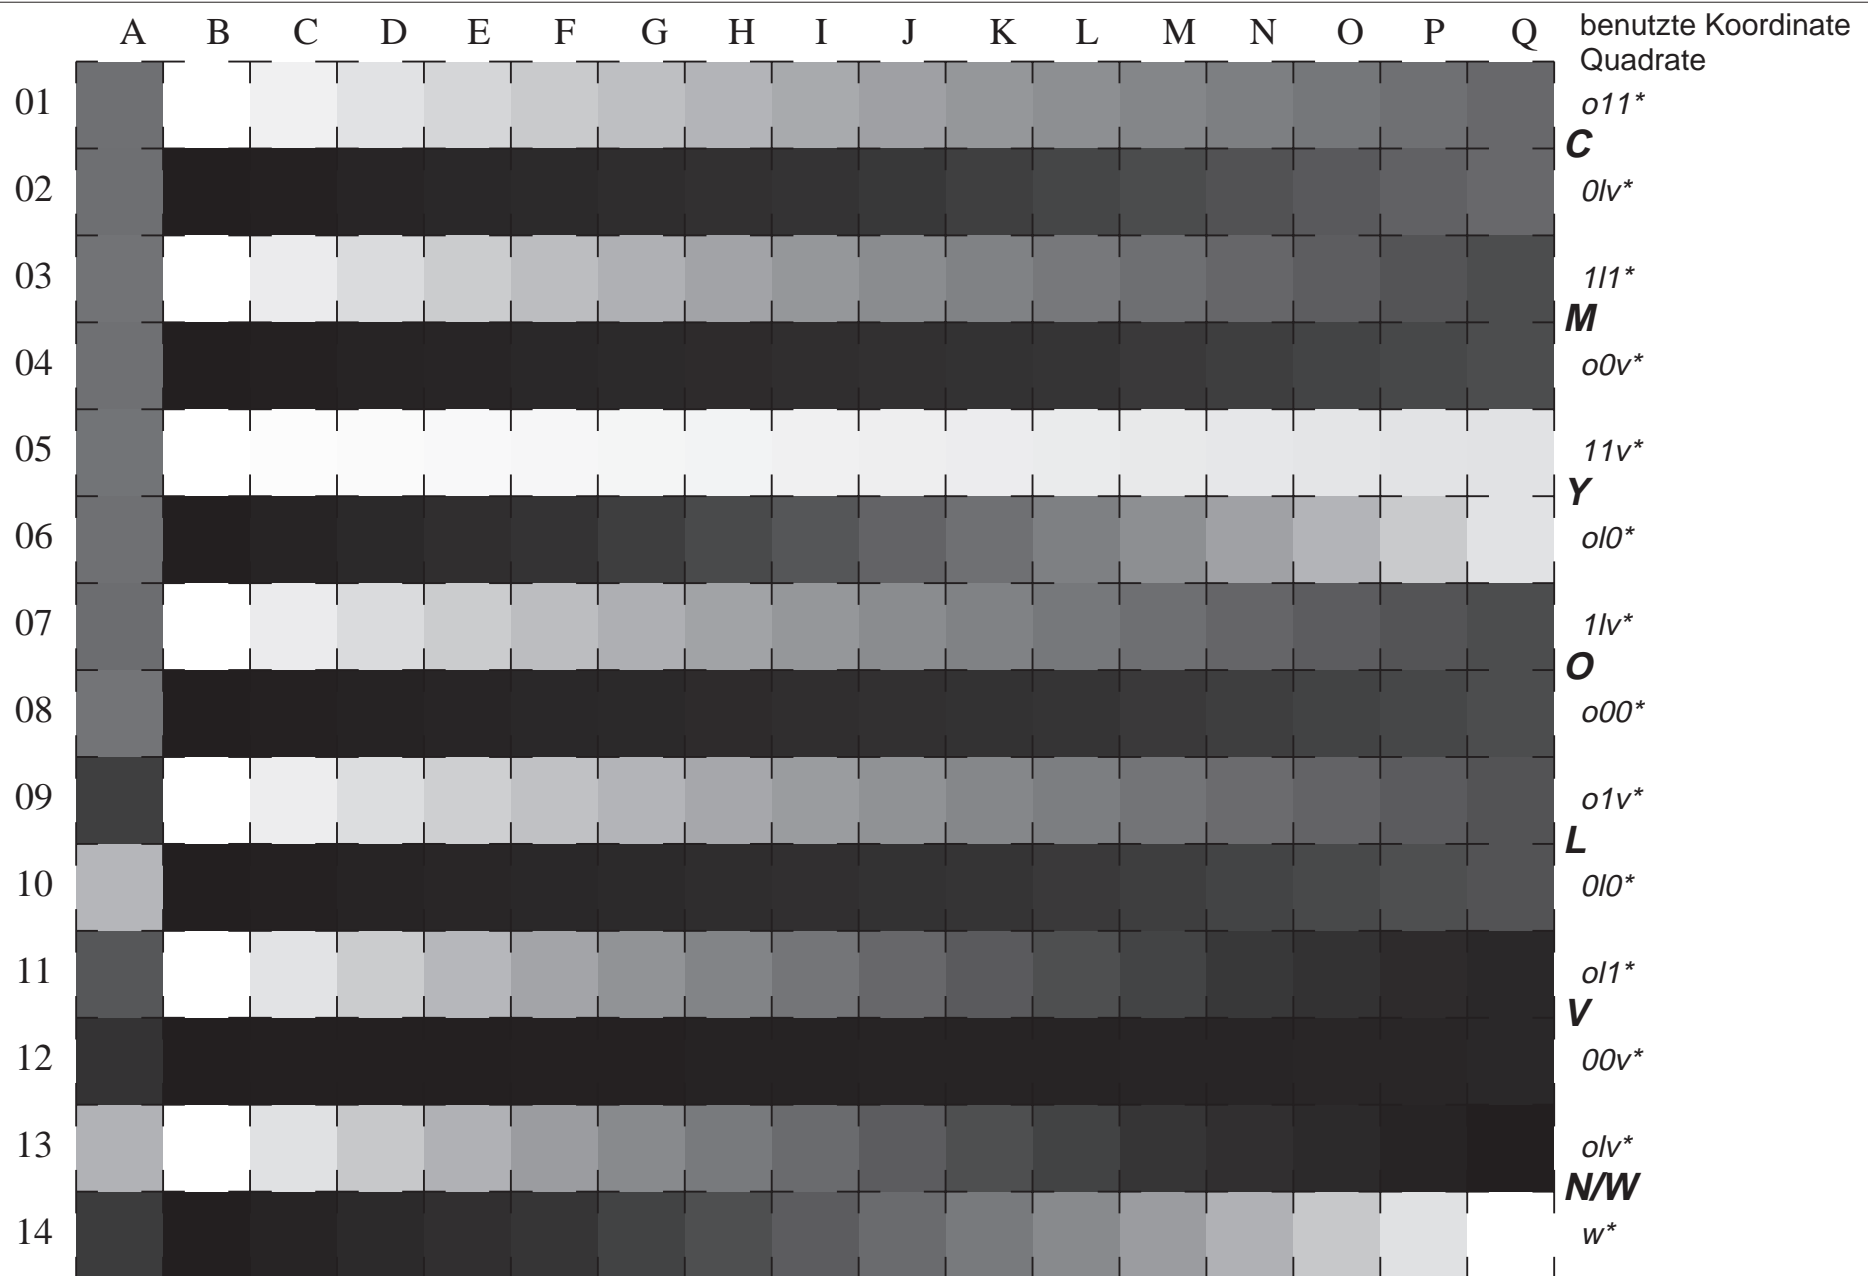 A B C D E F G H I J K L M N O P Q benutzte Koordinate
Quadrate
01 o11*
C
02 0lv*
03 1l1*
M
04 o0v*
05 11v*
Y
06 ol0*
07 1lv*
O
08 o00*
09 o1v*
L
10 0l0*
11 ol1*
V
12 00v*
13 olv*
N/W
14 w*